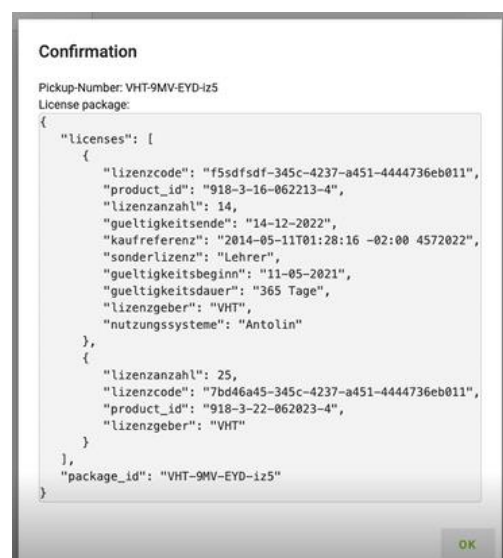 Confirmation
Pickup-Number: VHT-9MV-EYD-iz5
License package:
{
"licenses": [
{
"lizenzcode": "f5sdfsdf-345c-4237-a451-4444736eb011",
"product_id": "918-3-16-062213-4",
"lizenzanzahl": 14,
"gueltigkeitsende": "14-12-2022",
"kaufreferenz": "2014-05-11T01:28:16 -02:00 4572022",
"sonderlizenz": "Lehrer",
"gueltigkeitsbeginn": "11-05-2021",
"gueltigkeitsdauer": "365 Tage",
"lizenzgeber": "VHT",
"nutzungssysteme": "Antolin"
},
{
"lizenzanzahl": 25,
"lizenzcode": "7bd46a45-345c-4237-a451-4444736eb011",
"product_id": "918-3-22-062023-4",
"lizenzgeber": "VHT"
}
],
"package_id": "VHT-9MV-EYD-iz5"
}
OK